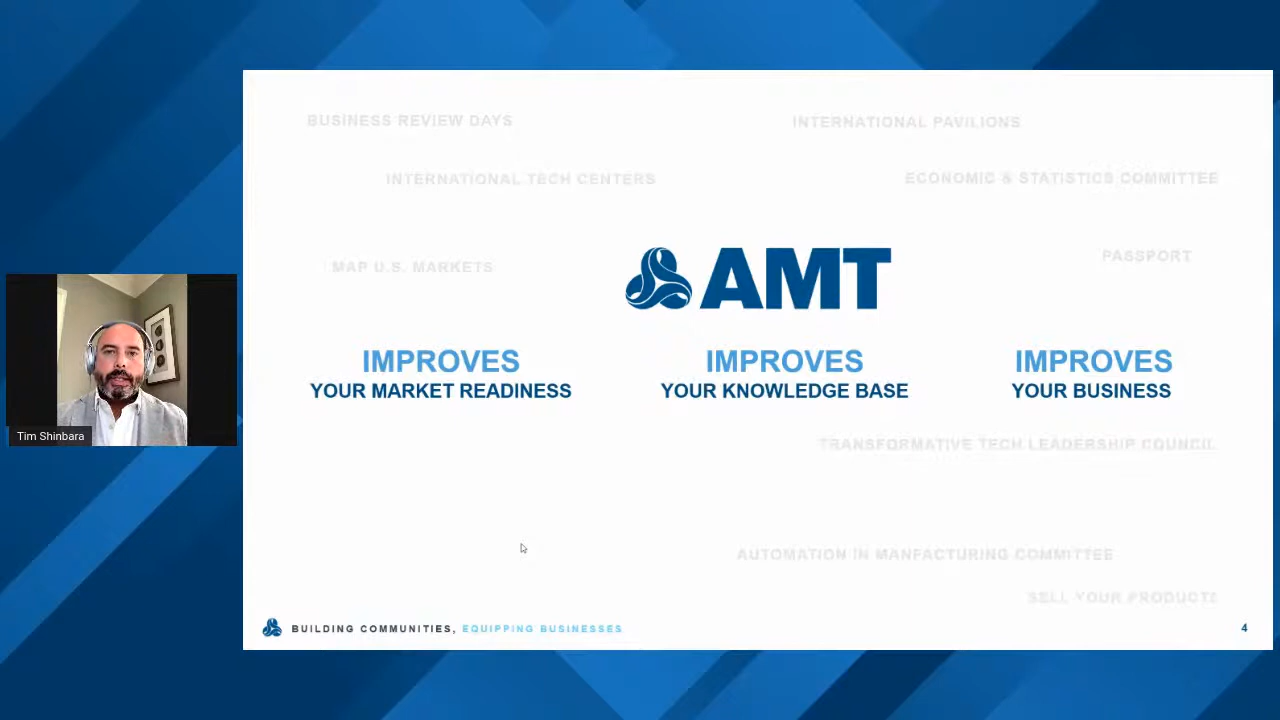 BUSINESS REVIEW DAYS
INTERNATIONAL PAVILIONS
INTERNATIONAL TECH CENTERS
ECONOMIC & STATISTICS COMMITTEE
MAP U.S. MARKETS
PASSPORT
AMT
IMPROVES
YOUR MARKET READINESS
IMPROVES
YOUR KNOWLEDGE BASE
IMPROVES
YOUR BUSINESS
TRANSFORMATIVE TECH LEADERSHIP COUNCIL
AUTOMATION IN MANFACTURING COMMITTEE
SELL YOUR PRODUCTS
BUILDING COMMUNITIES, EQUIPPING BUSINESSES
4
Tim Shinbara